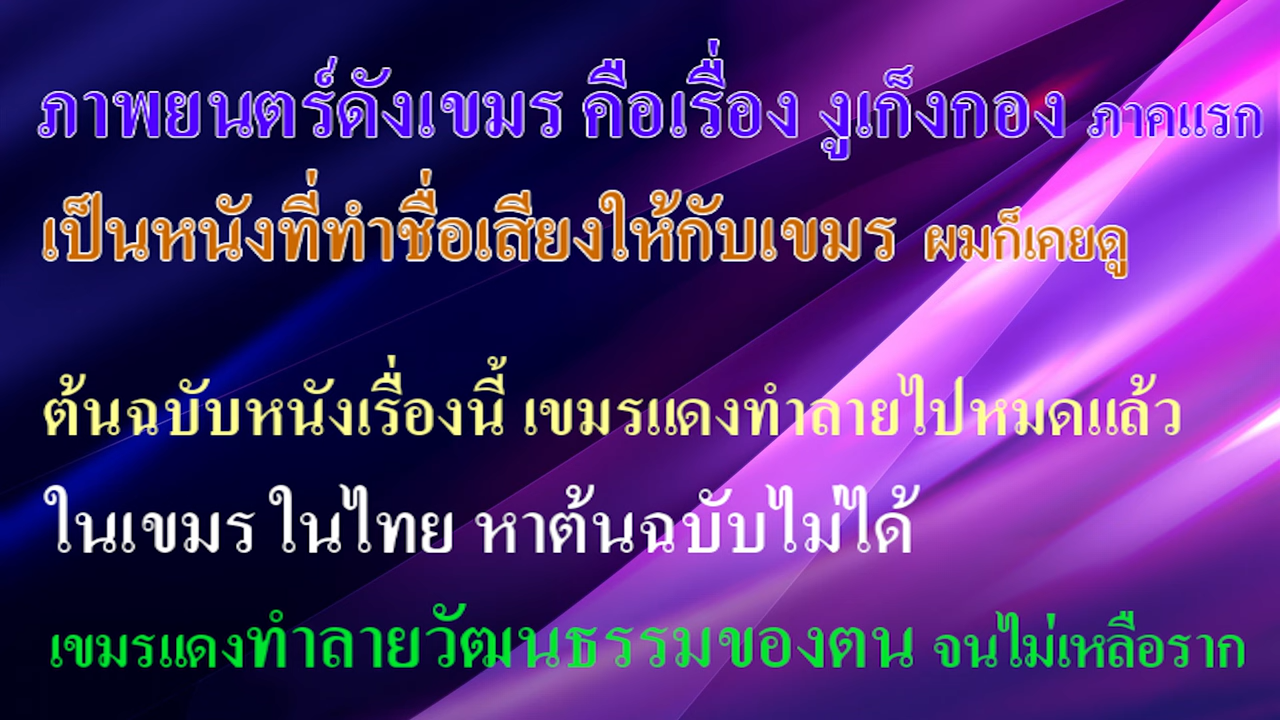 ภาพยนตร์ดังเขมร คือเรื่อง งูเก็งกอง ภาคแรก
เป็นหนังที่ทำชื่อเสียงให้กับเขมร ผมก็เคยดู
ต้นฉบับหนังเรื่องนี้ เขมรแดงทำลายไปหมดแล้ว
ในเขมร ในไทย หาต้นฉบับไม่ได้
เขมรแดงทำลายวัฒนธรรมของตน จนไม่เหลือราก